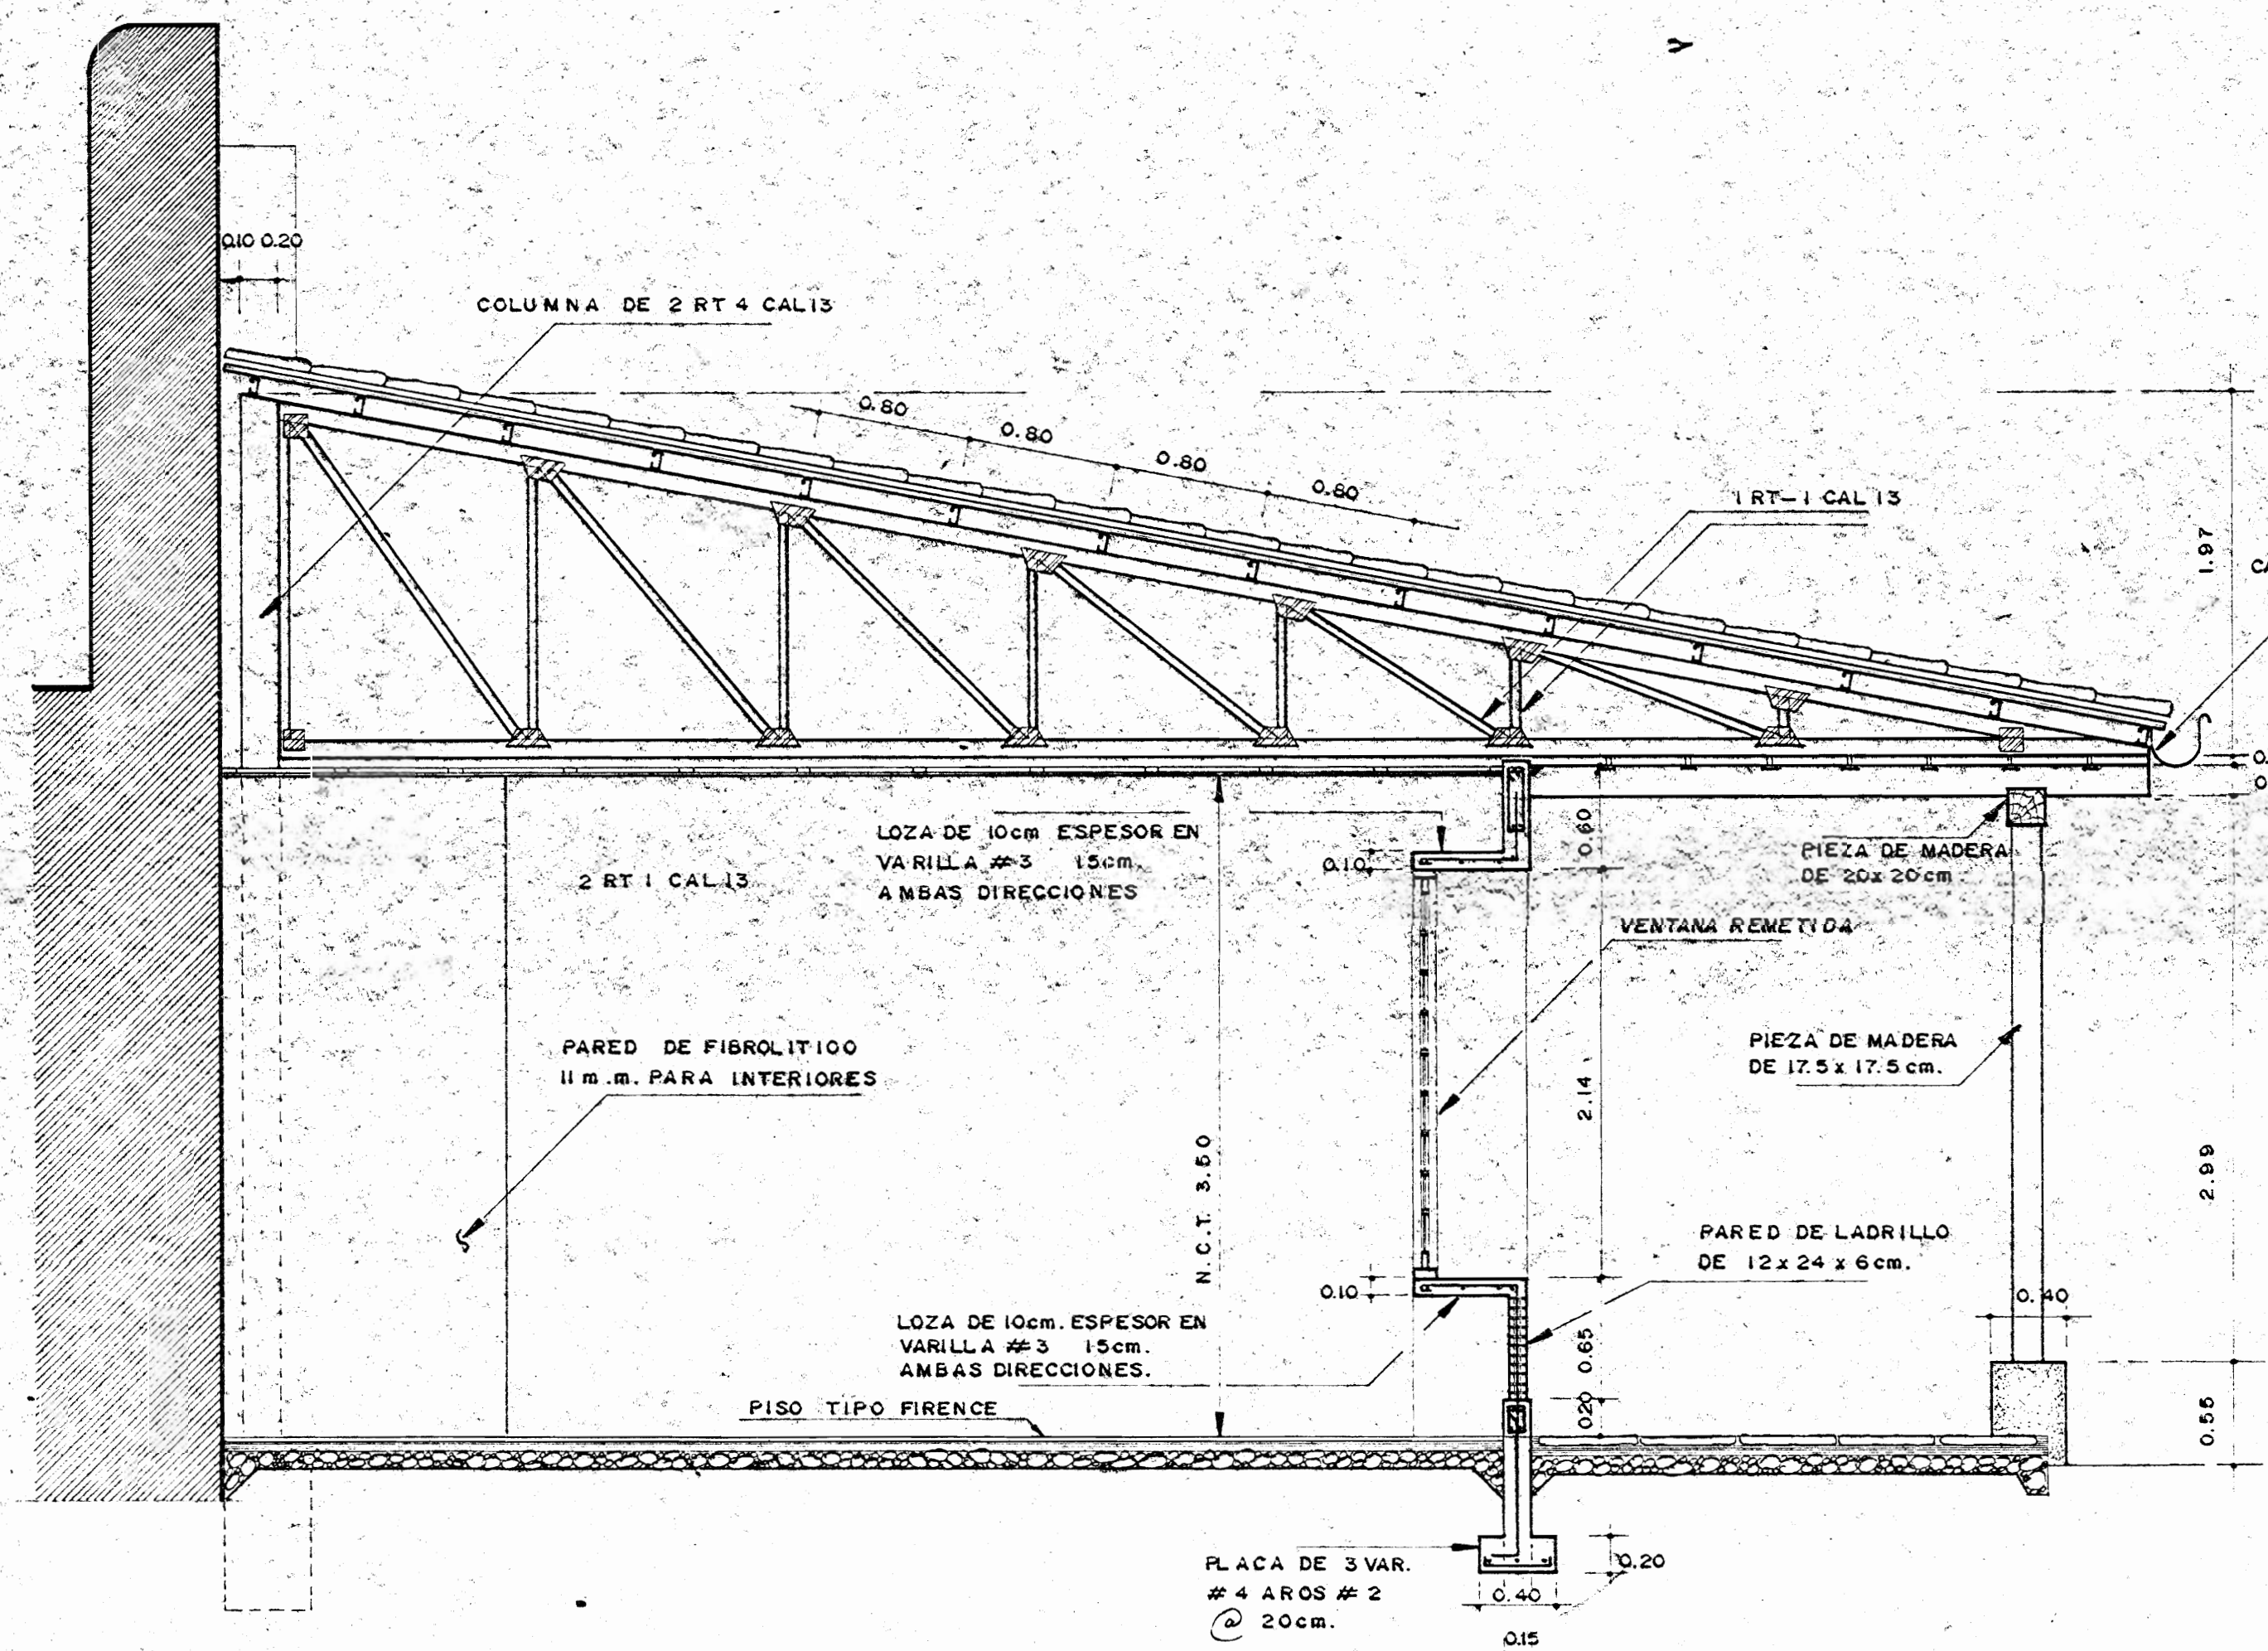 0.10 0.20
COLUMNA DE 2 RT 4 CAL 13
0.80
0.80
0.80
0.80
1 RT-1 CAL 13
1.97
LOZA DE 10cm ESPESOR EN
VARILLA #3 15cm.
AMBAS DIRECCIONES
2 RT 1 CAL 13
0.10
0.60
PIEZA DE MADERA
DE 20x20cm
VENTANA REMETIDA
PARED DE FIBROLITIOO
11 m.m. PARA INTERIORES
PIEZA DE MADERA
DE 17.5 x 17.5 cm.
2.14
N.C.T. 3.50
2.99
PARED DE LADRILLO
DE 12 x 24 x 6cm.
0.10
0.40
LOZA DE 10cm. ESPESOR EN
VARILLA #3 15cm.
AMBAS DIRECCIONES.
0.65
PISO TIPO FIRENCE
0.20
0.55
PLACA DE 3 VAR.
# 4 AROS # 2
@ 20cm.
0.20
0.40
0.15